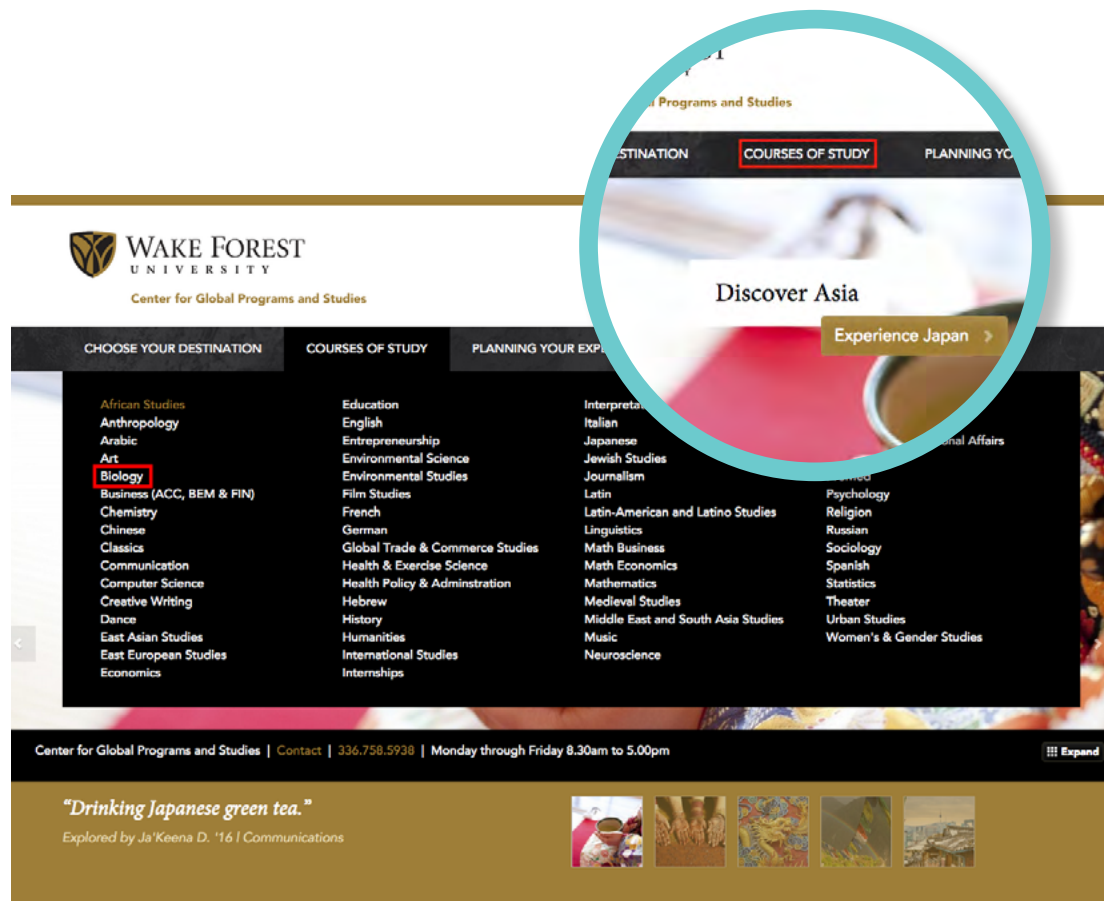 Programs and Studies
COURSES OF STUDY
PLANNING
Discover Asia
Experience Japan >
WAKE FOREST
UNIVERSITY
Center for Global Programs and Studies
CHOOSE YOUR DESTINATION
COURSES OF STUDY
PLANNING YOUR
African Studies
Anthropology
Arabic
Art
Biology
Business (ACC, BEM & FIN)
Chemistry
Chinese
Classics
Communication
Computer Science
Creative Writing
Dance
East Asian Studies
East European Studies
Economics
Education
English
Entrepreneurship
Environmental Science
Environmental Studies
Film Studies
French
German
Global Trade & Commerce Studies
Health & Exercise Science
Health Policy & Adminstration
Hebrew
History
Humanities
International Studies
Internships
Italian
Japanese
Jewish Studies
Journalism
Latin
Latin-American and Latino Studies
Linguistics
Math Business
Math Economics
Mathematics
Medieval Studies
Middle East and South Asia Studies
Music
Neuroscience
Affairs
Psychology
Religion
Russian
Sociology
Spanish
Statistics
Theater
Urban Studies
Women's & Gender Studies
Center for Global Programs and Studies | Contact | 336.758.5938 | Monday through Friday 8.30am to 5.00pm
Expand
“Drinking Japanese green tea.”
Explored by Ja'Keena D. '16 | Communications